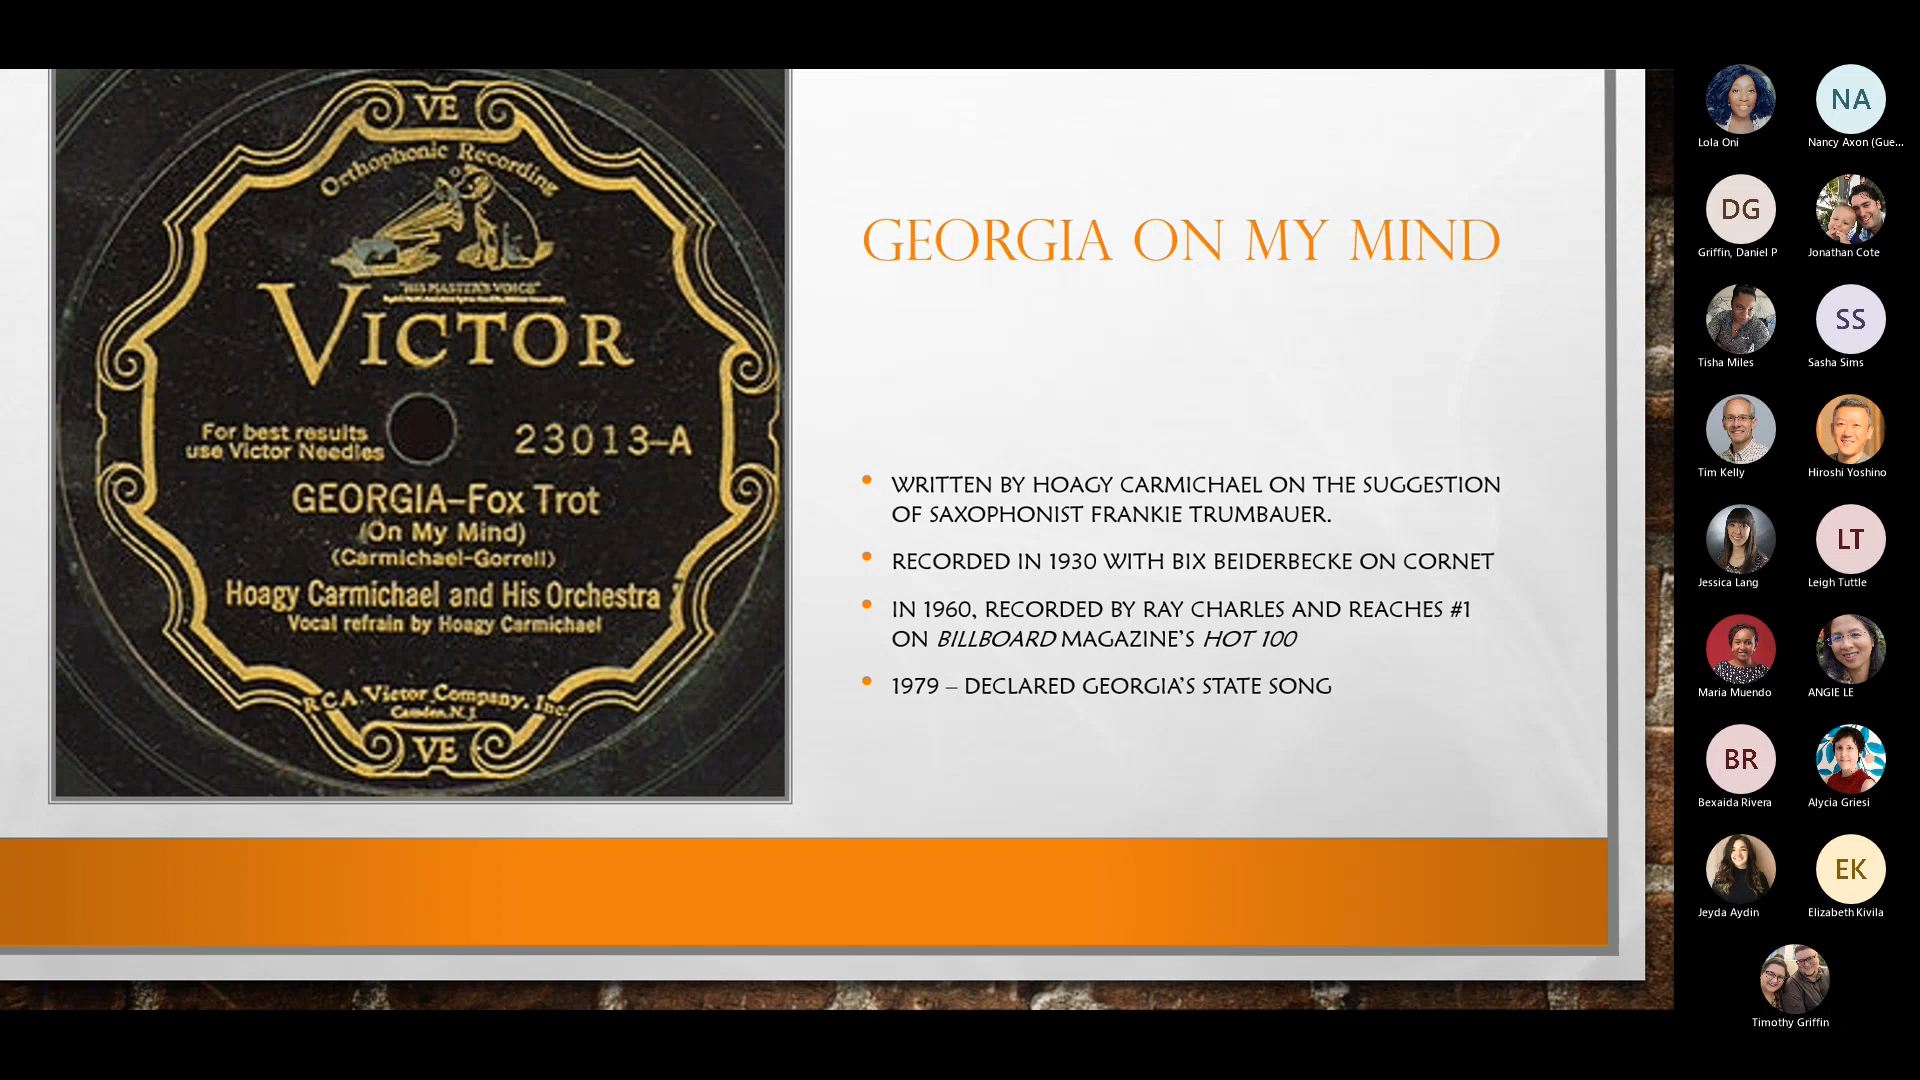 VE
Orthophonic Recording
"HIS MASTER'S VOICE"
VICTOR
For best results
use Victor Needles
23013-A
GEORGIA-Fox Trot
(On My Mind)
(Carmichael-Gorrell)
Hoagy Carmichael and His Orchestra
Vocal refrain by Hoagy Carmichael
R.C.A. Victor Company, Inc.
Camden, N.J.
VE
GEORGIA ON MY MIND
• WRITTEN BY HOAGY CARMICHAEL ON THE SUGGESTION
OF SAXOPHONIST FRANKIE TRUMBAUER.
• RECORDED IN 1930 WITH BIX BEIDERBECKE ON CORNET
• IN 1960, RECORDED BY RAY CHARLES AND REACHES #1
ON BILLBOARD MAGAZINE'S HOT 100
• 1979 – DECLARED GEORGIA'S STATE SONG
Lola Oni
NA
Nancy Axon (Gue...
DG
Griffin, Daniel P
Jonathan Cote
Tisha Miles
SS
Sasha Sims
Tim Kelly
Hiroshi Yoshino
Jessica Lang
LT
Leigh Tuttle
Maria Muendo
ANGIE LE
BR
Bexaida Rivera
Alycia Griesi
Jeyda Aydin
EK
Elizabeth Kivila
Timothy Griffin